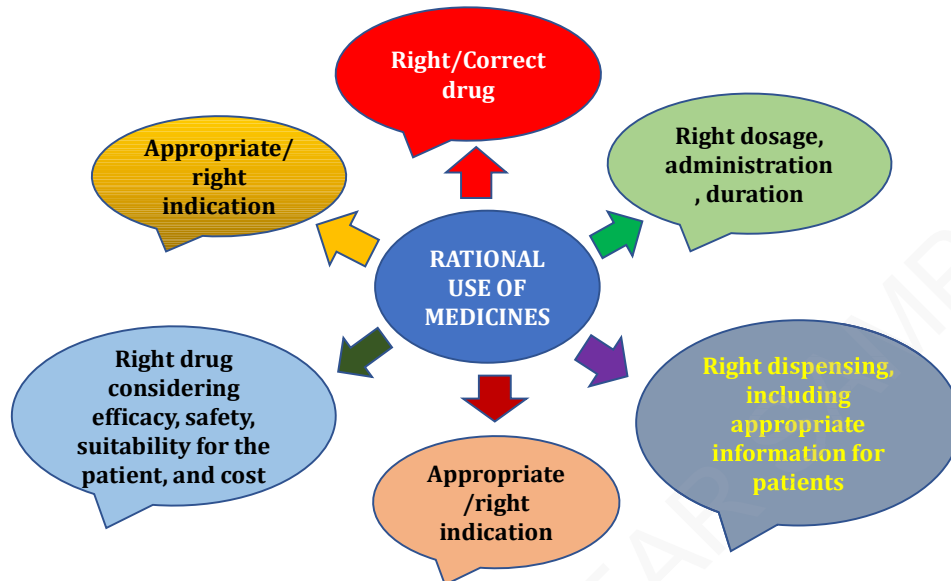 Right/Correct
drug
Appropriate/
right
indication
Right dosage,
administration
, duration
RATIONAL
USE OF
MEDICINES
Right drug
considering
efficacy, safety,
suitability for the
patient, and cost
Appropriate
/right
indication
Right dispensing,
including
appropriate
information for
patients